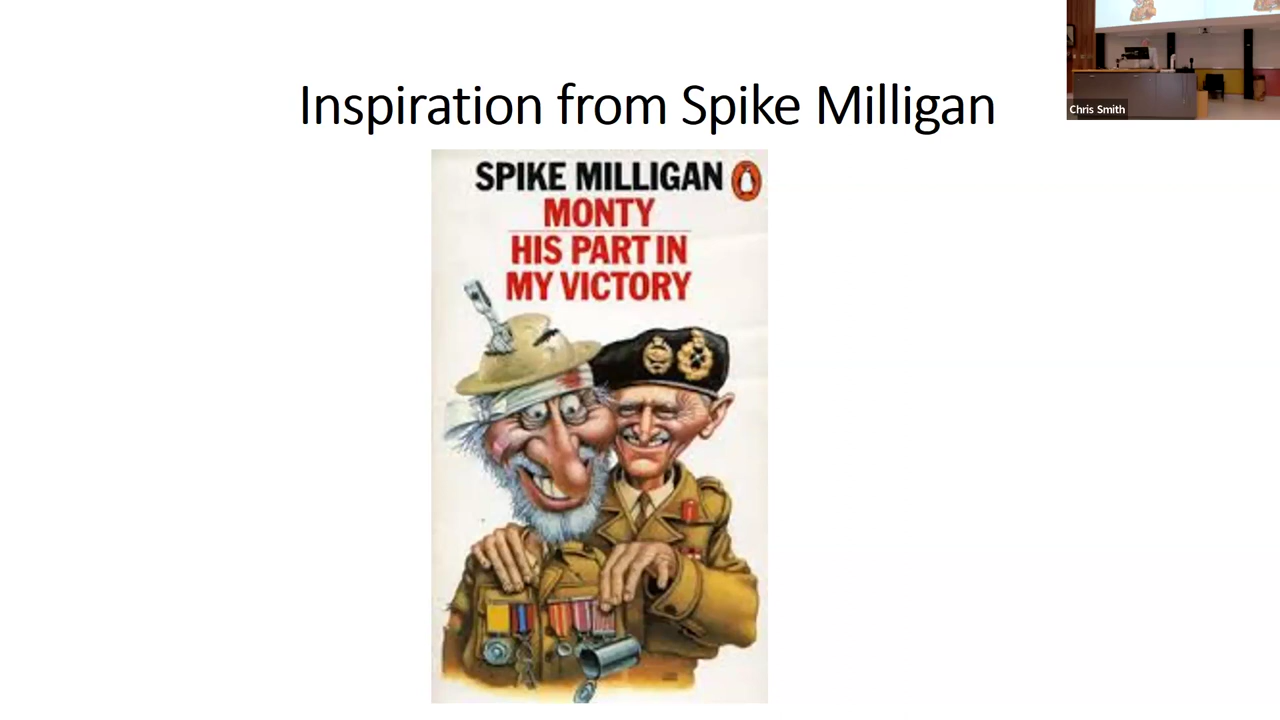 Inspiration from Spike Milligan
Chris Smith
SPIKE MILLIGAN
MONTY
HIS PART IN
MY VICTORY